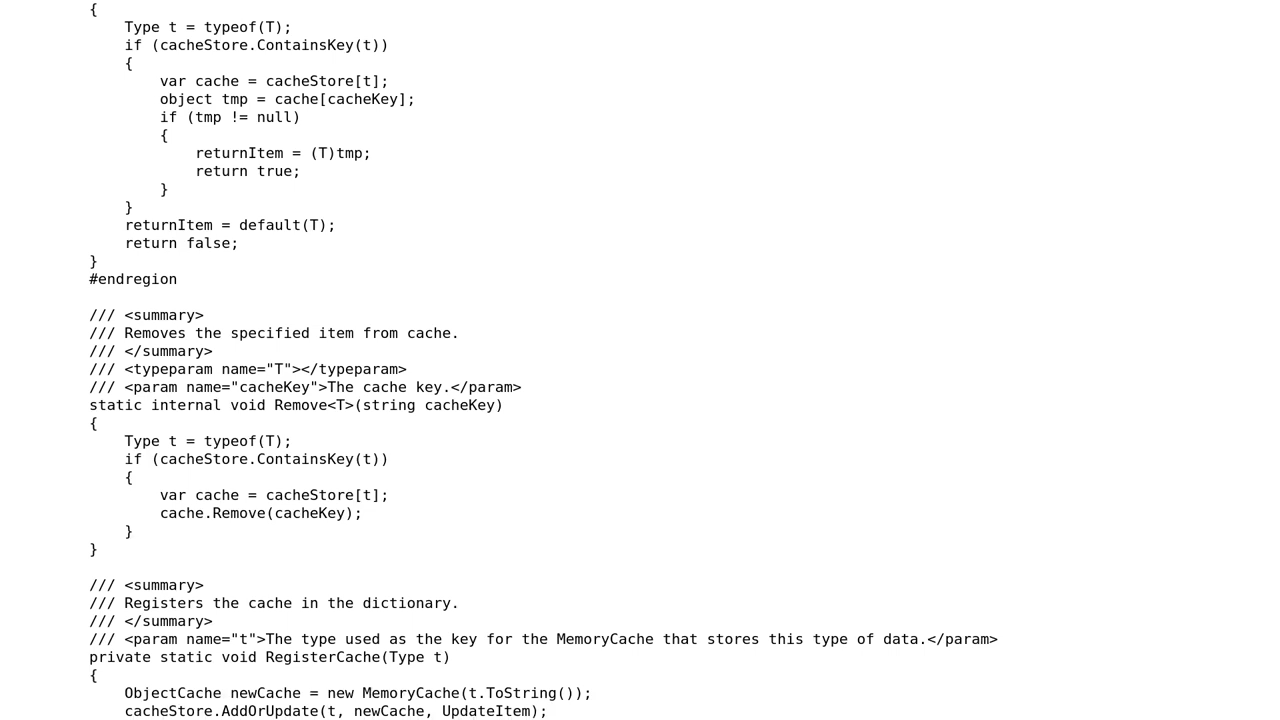 {
    Type t = typeof(T);
    if (cacheStore.ContainsKey(t))
    {
        var cache = cacheStore[t];
        object tmp = cache[cacheKey];
        if (tmp != null)
        {
            returnItem = (T)tmp;
            return true;
        }
    }
    returnItem = default(T);
    return false;
}
#endregion

/// <summary>
/// Removes the specified item from cache.
/// </summary>
/// <typeparam name="T"></typeparam>
/// <param name="cacheKey">The cache key.</param>
static internal void Remove<T>(string cacheKey)
{
    Type t = typeof(T);
    if (cacheStore.ContainsKey(t))
    {
        var cache = cacheStore[t];
        cache.Remove(cacheKey);
    }
}

/// <summary>
/// Registers the cache in the dictionary.
/// </summary>
/// <param name="t">The type used as the key for the MemoryCache that stores this type of data.</param>
private static void RegisterCache(Type t)
{
    ObjectCache newCache = new MemoryCache(t.ToString());
    cacheStore.AddOrUpdate(t, newCache, UpdateItem);